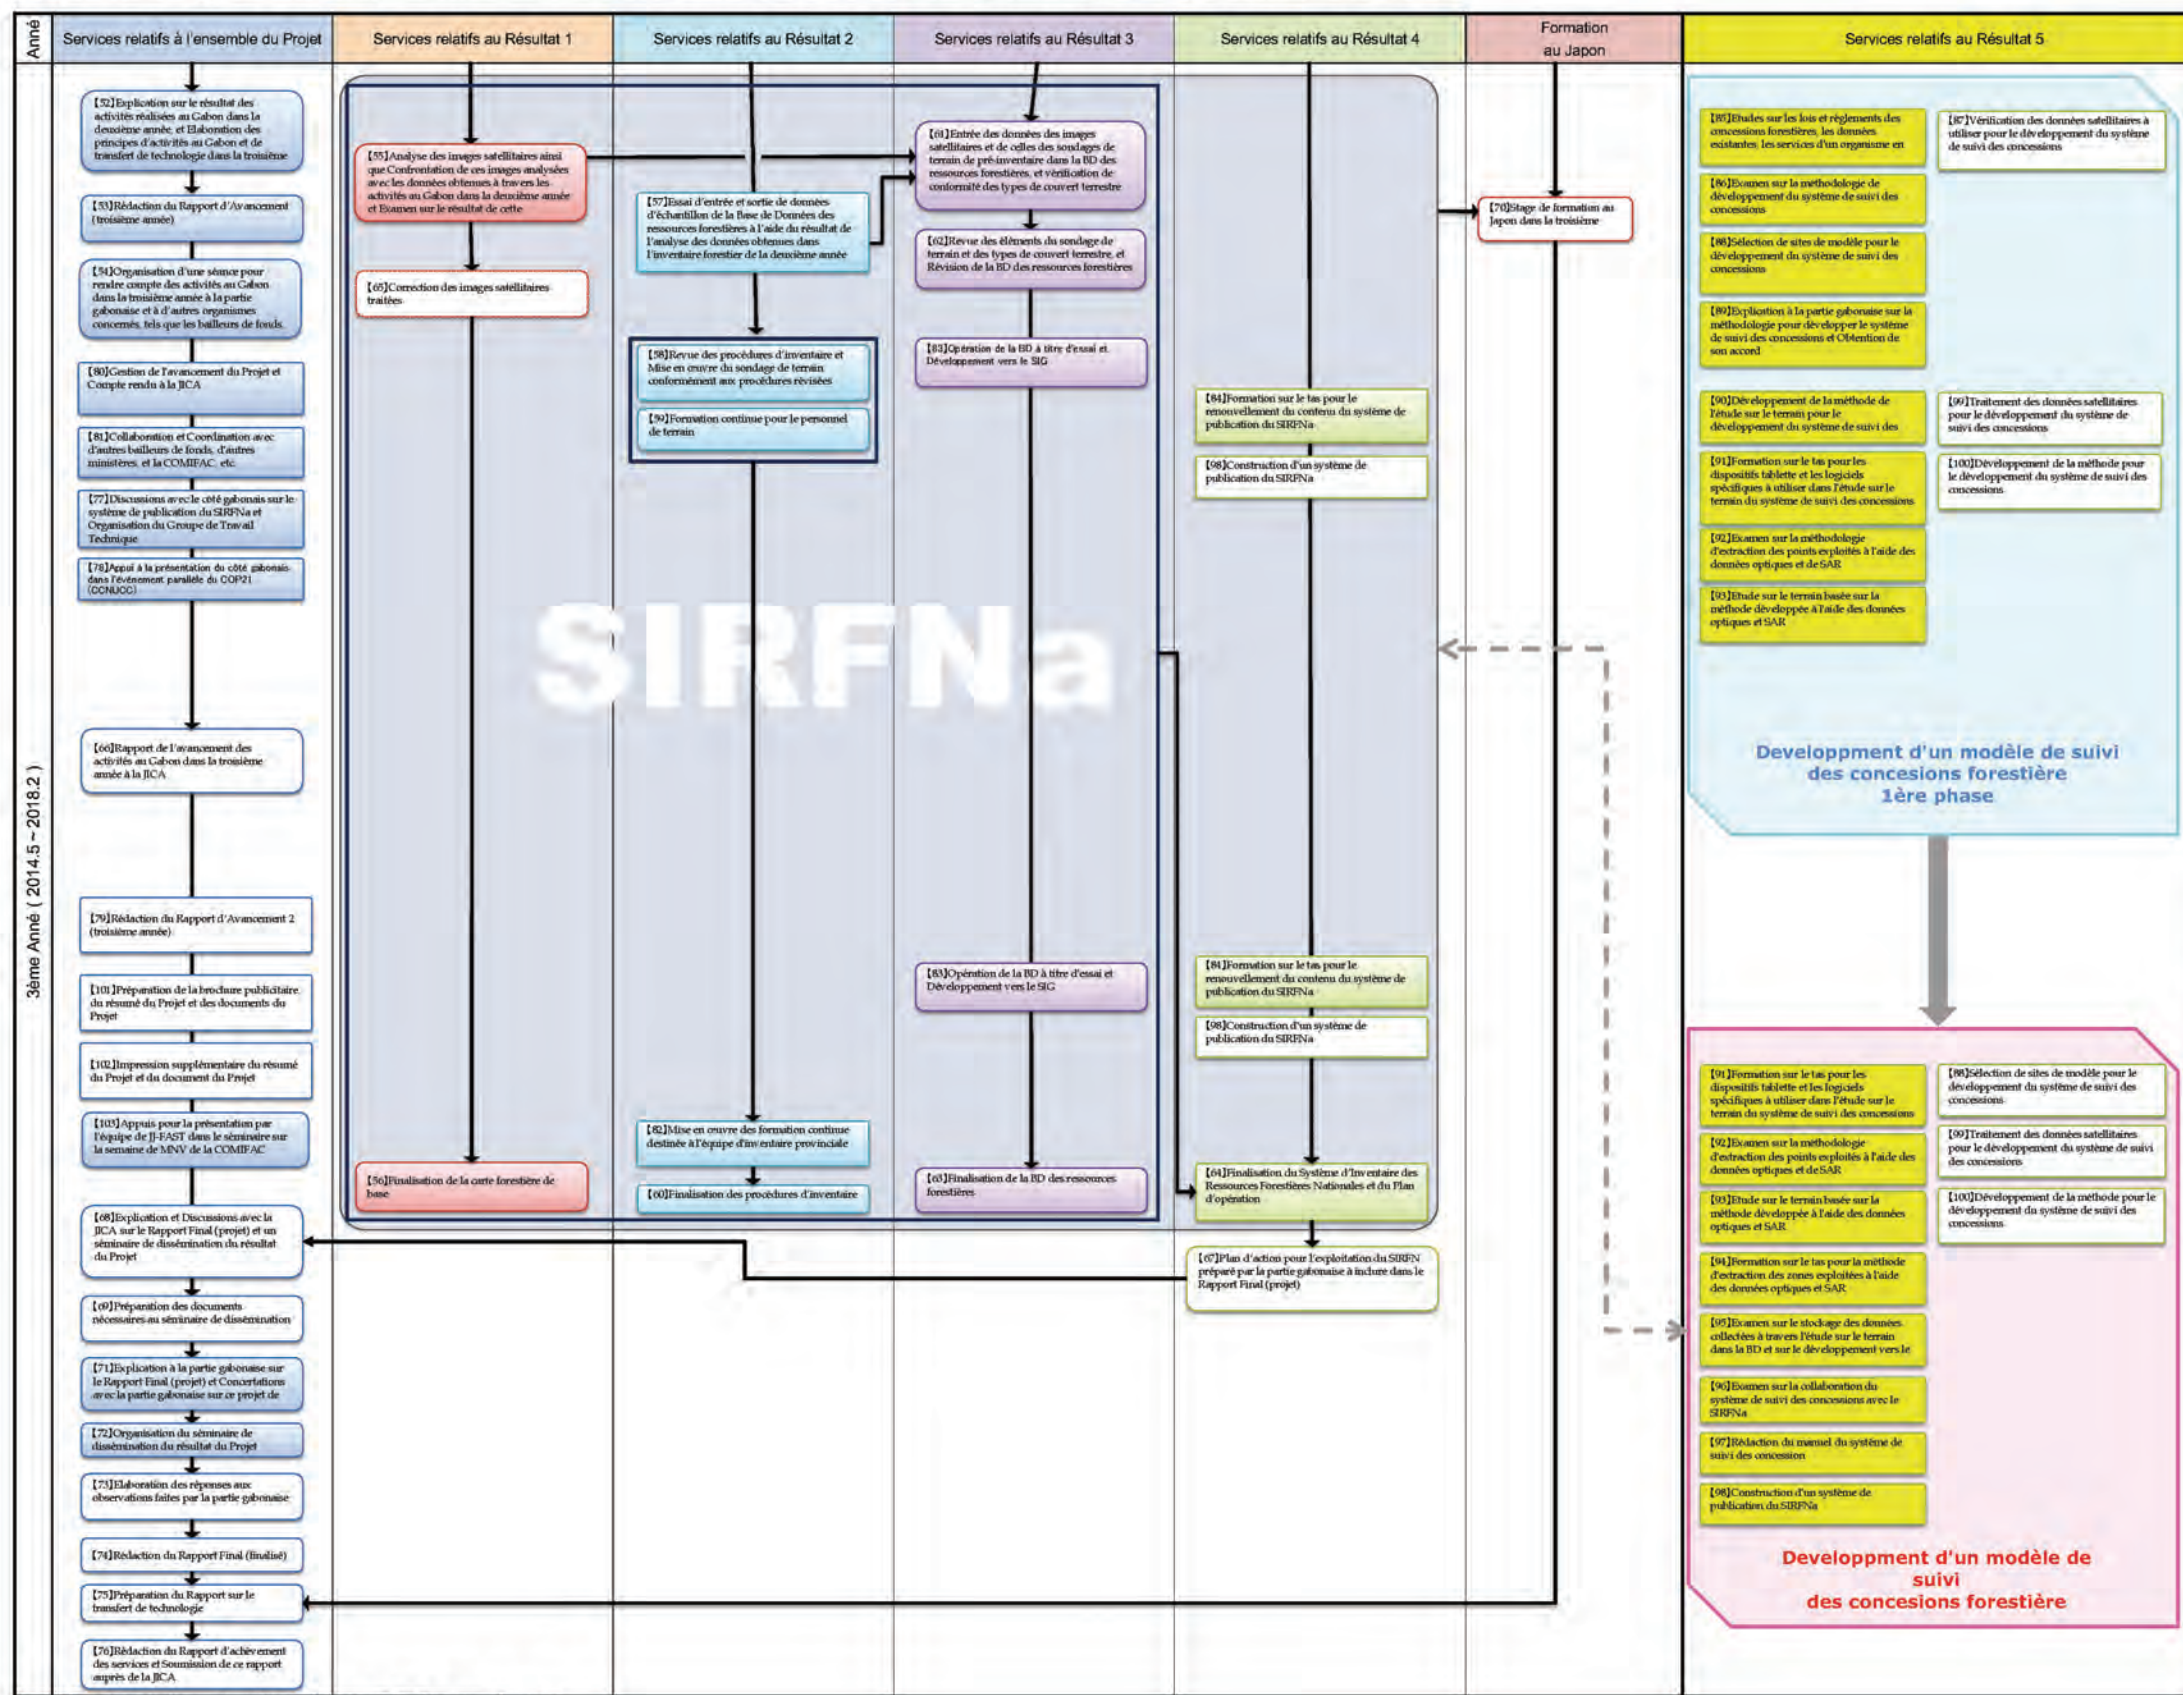 Anné
Services relatifs à l'ensemble du Projet
Services relatifs au Résultat 1
Services relatifs au Résultat 2
Services relatifs au Résultat 3
Services relatifs au Résultat 4
Formation
au Japon
Services relatifs au Résultat 5
3ème Anné ( 2014.5 ~ 2018.2 )
【52】Explication sur le résultat des
activités réalisées au Gabon dans la
deuxième année, et Elaboration des
principes d'activités au Gabon et de
transfert de technologie dans la troisième
【53】Rédaction du Rapport d'Avancement
(troisième année)
【54】Organisation d'une séance pour
rendre compte des activités au Gabon
dans la troisième année à la partie
gabonaise et à d'autres organismes
concernés, tels que les bailleurs de fonds.
【80】Gestion de l'avancement du Projet et
Compte rendu à la JICA
【81】Collaboration et Coordination avec
d'autres bailleurs de fonds, d'autres
ministères, et la COMIFAC, etc.
【77】Discussions avec le côté gabonais sur le
système de publication du SIRFNa et
Organisation du Groupe de Travail
Technique
【78】Appui à la présentation du côté gabonais
dans l'événement parallèle du COP21
(CCNUCC)
【66】Rapport de l'avancement des
activités au Gabon dans la troisième
année à la JICA
【79】Rédaction du Rapport d'Avancement 2
(troisième année)
【101】Préparation de la brochure publicitaire
du résumé du Projet et des documents du
Projet
【102】Impression supplémentaire du résumé
du Projet et du document du Projet
【103】Appuis pour la présentation par
l'équipe de JJ-FAST dans le séminaire sur
la semaine de MNV de la COMIFAC
【68】Explication et Discussions avec la
JICA sur le Rapport Final (projet) et un
séminaire de dissémination du résultat
du Projet
【69】Préparation des documents
nécessaires au séminaire de dissémination
【71】Explication à la partie gabonaise sur
le Rapport Final (projet) et Concertations
avec la partie gabonaise sur ce projet de
【72】Organisation du séminaire de
dissémination du résultat du Projet
【73】Elaboration des réponses aux
observations faites par la partie gabonaise
【74】Rédaction du Rapport Final (finalisé)
【75】Préparation du Rapport sur le
transfert de technologie
【76】Rédaction du Rapport d'achèvement
des services et Soumission de ce rapport
auprès de la JICA
【55】Analyse des images satellitaires ainsi
que Confrontation de ces images analysées
avec les données obtenues à travers les
activités au Gabon dans la deuxième année
et Examen sur le résultat de cette
【65】Correction des images satellitaires
traitées
【56】Finalisation de la carte forestière de
base
【57】Essai d'entrée et sortie de données
d'échantillon de la Base de Données des
ressources forestières à l'aide du résultat de
l'analyse des données obtenues dans
l'inventaire forestier de la deuxième année
【58】Revue des procédures d'inventaire et
Mise en œuvre du sondage de terrain
conformément aux procédures révisées
【59】Formation continue pour le personnel
de terrain
【82】Mise en œuvre des formation continue
destinée à l'équipe d'inventaire provinciale
【60】Finalisation des procédures d'inventaire
【61】Entrée des données des images
satellitaires et de celles des sondages de
terrain de pré-inventaire dans la BD des
ressources forestières, et vérification de
conformité des types de couvert terrestre
【62】Revue des éléments du sondage de
terrain et des types de couvert terrestre, et
Révision de la BD des ressources forestières
【83】Opération de la BD à titre d'essai et
Développement vers le SIG
【83】Opération de la BD à titre d'essai et
Développement vers le SIG
【63】Finalisation de la BD des ressources
forestières
SIRFNa
【84】Formation sur le tas pour le
renouvellement du contenu du système de
publication du SIRFNa
【98】Construction d'un système de
publication du SIRFNa
【84】Formation sur le tas pour le
renouvellement du contenu du système de
publication du SIRFNa
【98】Construction d'un système de
publication du SIRFNa
【64】Finalisation du Système d'Inventaire des
Ressources Forestières Nationales et du Plan
d'opération
【67】Plan d'action pour l'exploitation du SIRFN
préparé par la partie gabonaise à inclure dans le
Rapport Final (projet)
【70】Stage de formation au
Japon dans la troisième
【85】Etudes sur les lois et règlements des
concessions forestières, les données
existantes, les services d'un organisme en
【86】Examen sur la méthodologie de
développement du système de suivi des
concessions
【88】Sélection de sites de modèle pour le
développement du système de suivi des
concessions
【89】Explication à la partie gabonaise sur la
méthodologie pour développer le système
de suivi des concessions et Obtention de
son accord
【90】Développement de la méthode de
l'étude sur le terrain pour le
développement du système de suivi des
【91】Formation sur le tas pour les
dispositifs tablette et les logiciels
spécifiques à utiliser dans l'étude sur le
terrain du système de suivi des concessions
【92】Examen sur la méthodologie
d'extraction des points exploités à l'aide des
données optiques et de SAR
【93】Etude sur le terrain basée sur la
méthode développée à l'aide des données
optiques et SAR
【87】Vérification des données satellitaires à
utiliser pour le développement du système
de suivi des concessions
【99】Traitement des données satellitaires
pour le développement du système de
suivi des concessions
【100】Développement de la méthode pour
le développement du système de suivi des
concessions
Developpment d'un modèle de suivi
des concesions forestière
1ère phase
【91】Formation sur le tas pour les
dispositifs tablette et les logiciels
spécifiques à utiliser dans l'étude sur le
terrain du système de suivi des concessions
【92】Examen sur la méthodologie
d'extraction des points exploités à l'aide des
données optiques et de SAR
【93】Etude sur le terrain basée sur la
méthode développée à l'aide des données
optiques et SAR
【94】Formation sur le tas pour la méthode
d'extraction des zones exploitées à l'aide
des données optiques et SAR
【95】Examen sur le stockage des données
collectées à travers l'étude sur le terrain
dans la BD et sur le développement vers le
【96】Examen sur la collaboration du
système de suivi des concessions avec le
SIRFNa
【97】Rédaction du manuel du système de
suivi des concession
【98】Construction d'un système de
publication du SIRFNa
【88】Sélection de sites de modèle pour le
développement du système de suivi des
concessions
【99】Traitement des données satellitaires
pour le développement du système de suivi
des concessions
【100】Développement de la méthode pour le
développement du système de suivi des
concessions
Developpment d'un modèle de
suivi
des concesions forestière